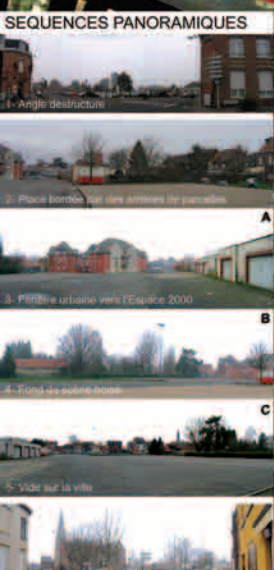 SEQUENCES PANORAMIQUES
1- Angle déstructuré
2- Place bordée par des arrières de parcelles
A
3- Fenêtre urbaine vers l'Espace 2000
B
4- Fond de scène boisé
C
5- Vide sur la ville